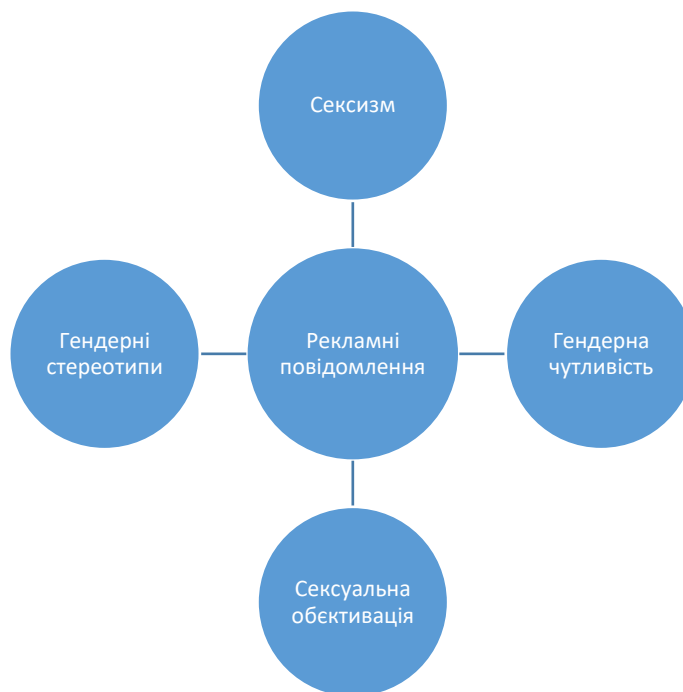 Сексизм
Гендерні
стереотипи
Рекламні
повідомлення
Гендерна
чутливість
Сексуальна
обєктивація